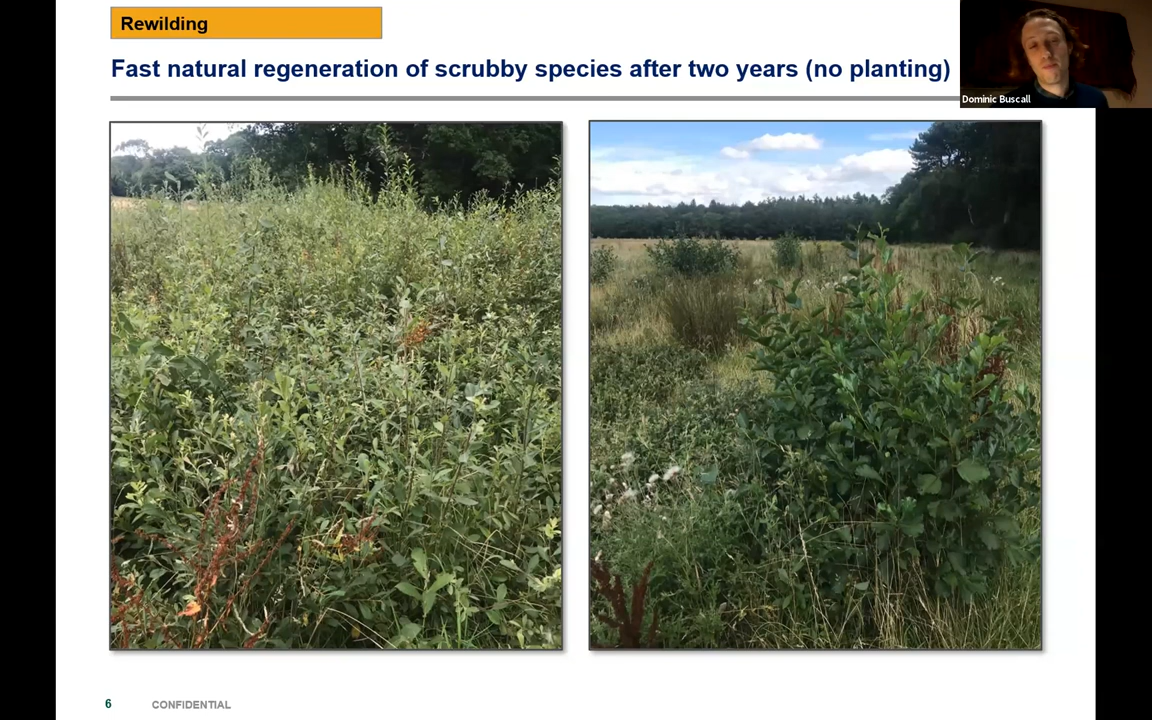 Rewilding
Fast natural regeneration of scrubby species after two years (no planting)
Dominic Buscall
6 CONFIDENTIAL